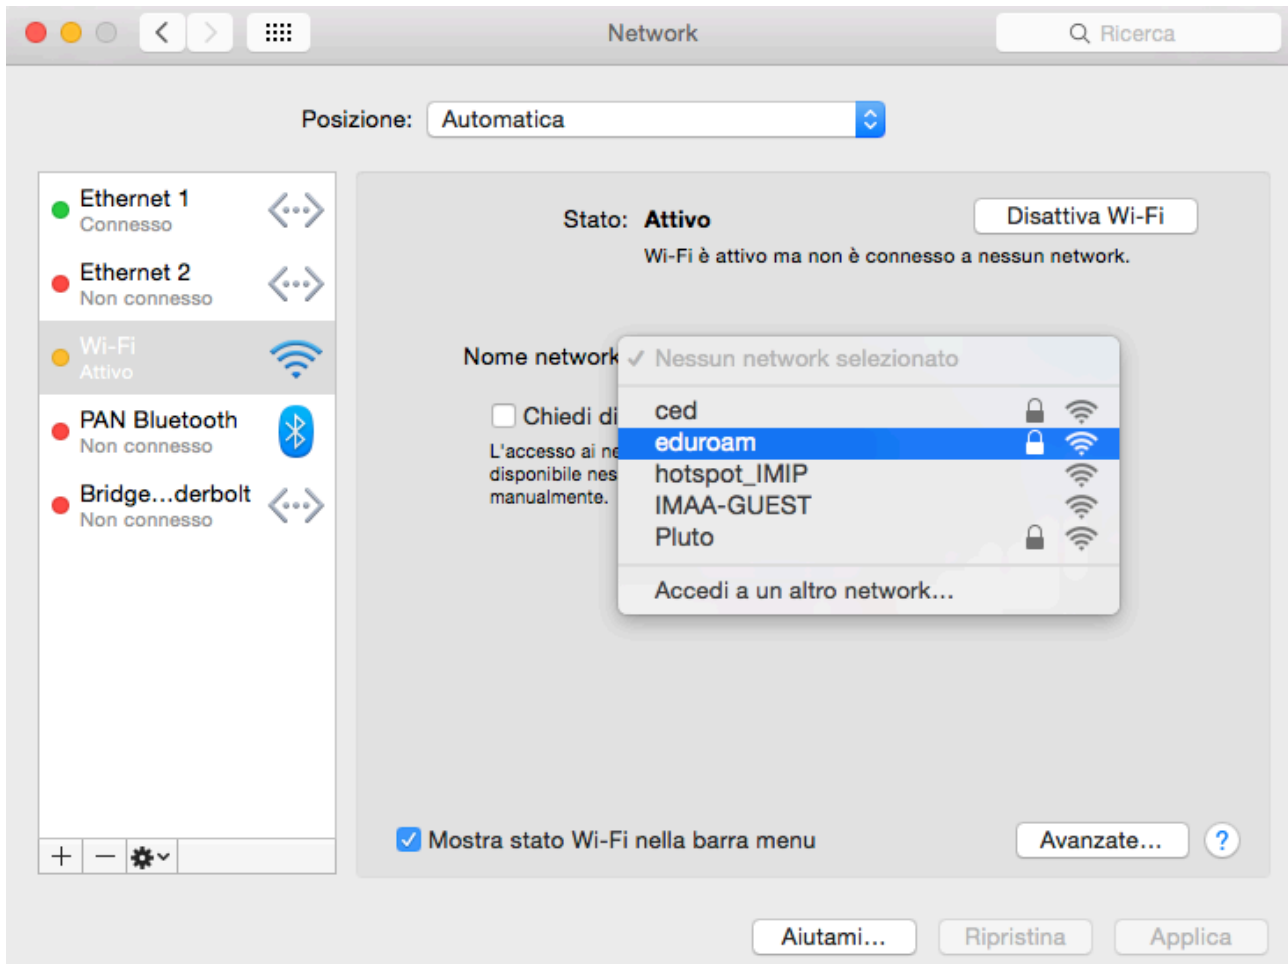 Network
Ricerca
Posizione: Automatica
Ethernet 1
Connesso
Ethernet 2
Non connesso
Wi-Fi
Attivo
PAN Bluetooth
Non connesso
Bridge...derbolt
Non connesso
Stato: Attivo
Disattiva Wi-Fi
Wi-Fi è attivo ma non è connesso a nessun network.
Nome network
✓ Nessun network selezionato
ced
eduroam
hotspot_IMIP
IMAA-GUEST
Pluto
Accedi a un altro network...
Chiedi di
L'accesso ai ne
disponibile nes
manualmente.
Mostra stato Wi-Fi nella barra menu
Avanzate...
?
Aiutami...
Ripristina
Applica